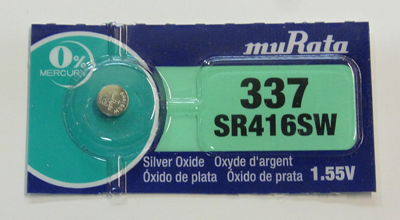 muRata
0%
MERCURY
337
SR416SW
Silver Oxide Oxyde d'argent
Óxido de plata Óxido de prata 1.55V